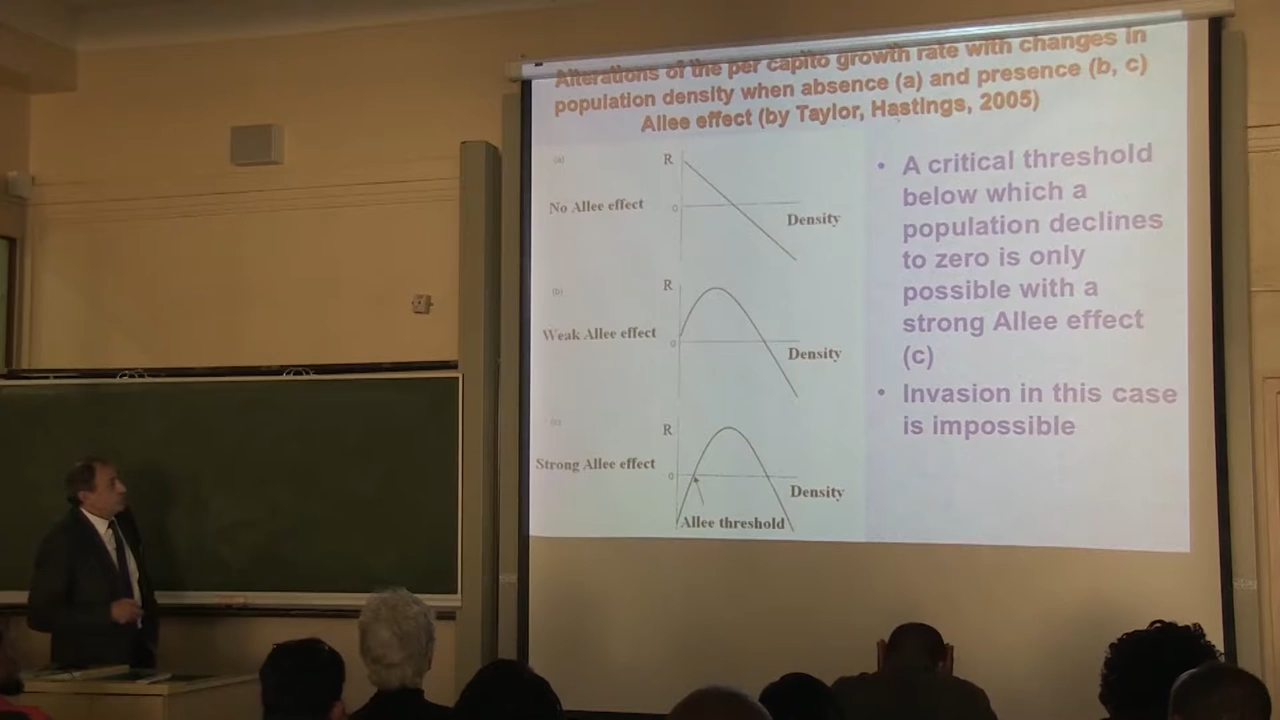 Alterations of the per capito growth rate with changes in
population density when absence (a) and presence (b, c)
Allee effect (by Taylor, Hastings, 2005)
(a)
R
No Allee effect
0
Density
(b)
R
Weak Allee effect
0
Density
(c)
R
Strong Allee effect
0
Density
Allee threshold
• A critical threshold
below which a
population declines
to zero is only
possible with a
strong Allee effect
(c)
• Invasion in this case
is impossible